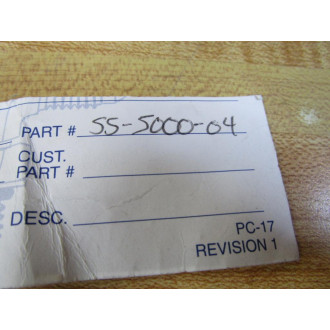 PART # SS-5000-04
CUST.
PART #
DESC.
PC-17
REVISION 1